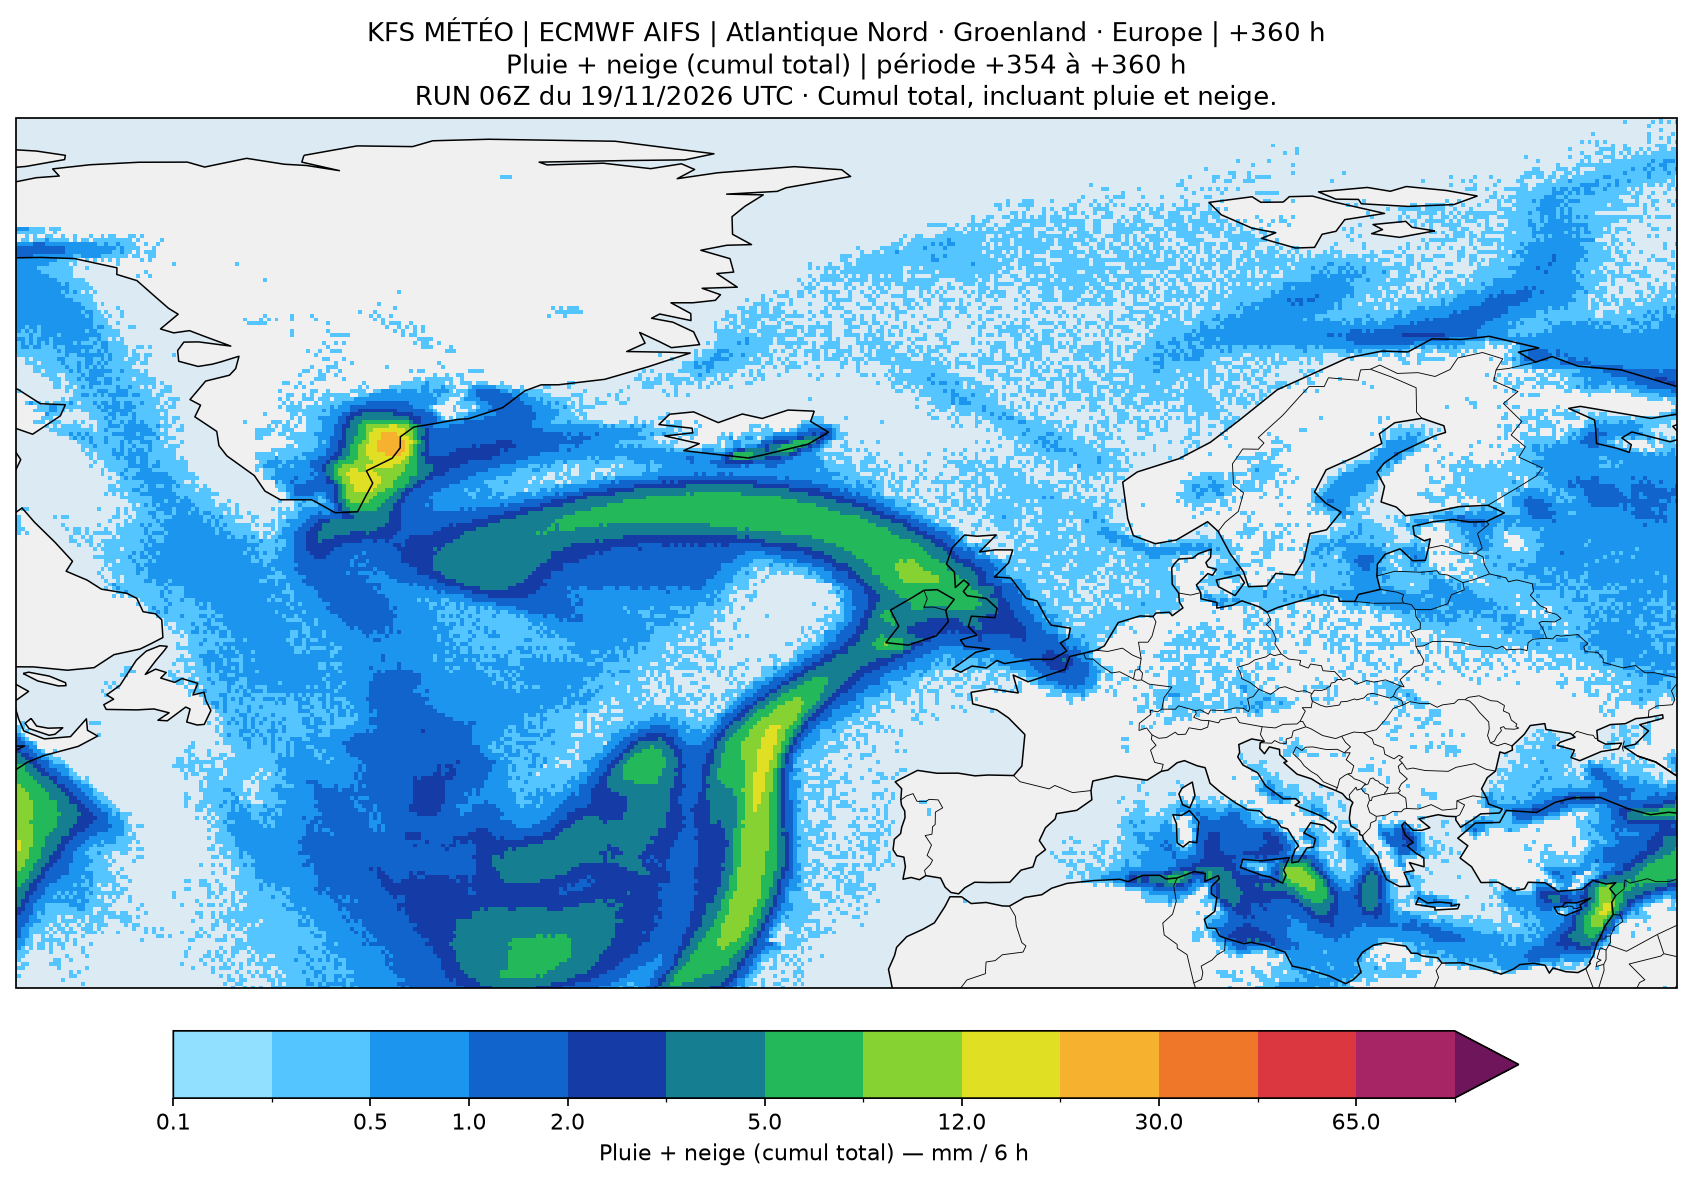 KFS MÉTÉO | ECMWF AIFS | Atlantique Nord · Groenland · Europe | +360 h
Pluie + neige (cumul total) | période +354 à +360 h
RUN 06Z du 19/11/2026 UTC · Cumul total, incluant pluie et neige.
0.1 0.5 1.0 2.0 5.0 12.0 30.0 65.0
Pluie + neige (cumul total) — mm / 6 h